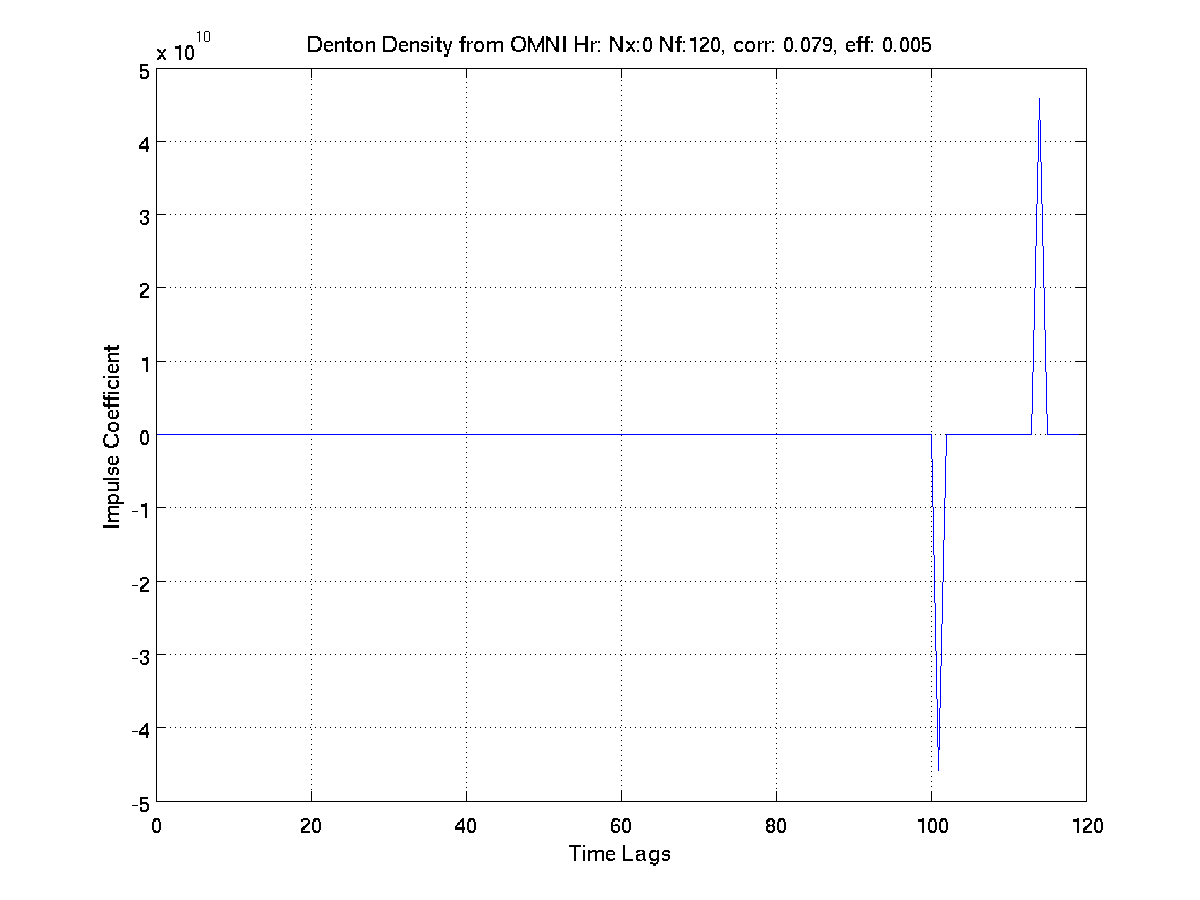 Denton Density from OMNI Hr: Nx:0 Nf:120, corr: 0.079, eff: 0.005
x 10^10
5
4
3
2
1
0
-1
-2
-3
-4
-5
Impulse Coefficient
0 20 40 60 80 100 120
Time Lags